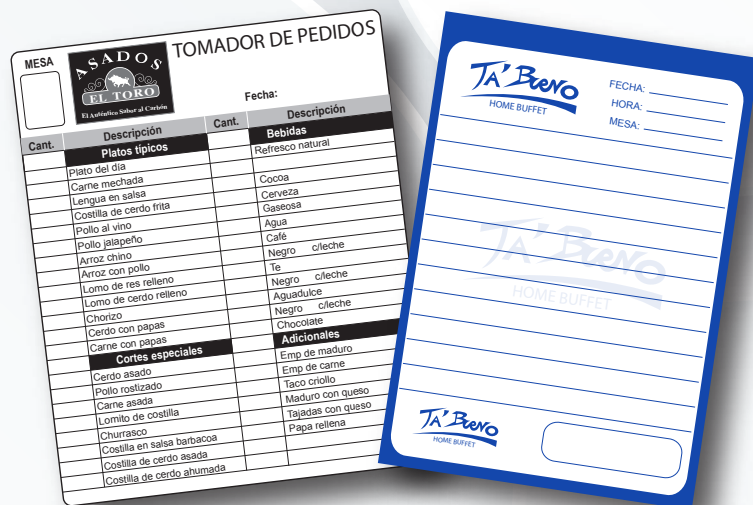 MESA
ASADOS
EL TORO
El Auténtico Sabor al Carbón
TOMADOR DE PEDIDOS
Fecha:
Cant. Descripción Cant. Descripción
Platos típicos Bebidas
Plato del día Refresco natural
Carne mechada
Lengua en salsa Cocoa
Costilla de cerdo frita Cerveza
Pollo al vino Gaseosa
Pollo jalapeño Agua
Arroz chino Café
Arroz con pollo Negro c/leche
Lomo de res relleno Te
Lomo de cerdo relleno Negro c/leche
Chorizo Aguadulce
Cerdo con papas Negro c/leche
Carne con papas Chocolate
Cortes especiales Adicionales
Cerdo asado Emp de maduro
Pollo rostizado Emp de carne
Carne asada Taco criollo
Lomito de costilla Maduro con queso
Churrasco Tajadas con queso
Costilla en salsa barbacoa Papa rellena
Costilla de cerdo asada
Costilla de cerdo ahumada
TA' BUENO
HOME BUFFET
FECHA:
HORA:
MESA:
TA' BUENO
HOME BUFFET
TA' BUENO
HOME BUFFET